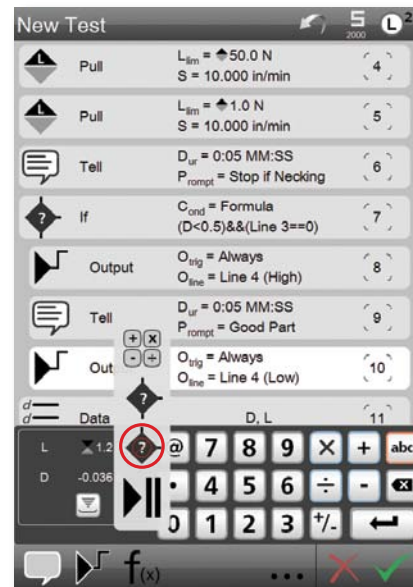 New Test
5
2000
L 2
L
Pull
Llim = 50.0 N
S = 10.000 in/min
4
L
Pull
Llim = 1.0 N
S = 10.000 in/min
5
Tell
Dur = 0:05 MM:SS
Prompt = Stop if Necking
6
?
If
Cond = Formula
(D<0.5)&&(Line 3==0)
7
Output
Otrig = Always
Oline = Line 4 (High)
8
Tell
Dur = 0:05 MM:SS
Prompt = Good Part
9
Out
Otrig = Always
Oline = Line 4 (Low)
10
d
d
Data
D, L
11
+ x
- ÷
?
?
L 1.2
D -0.036
@ 7 8 9 × + abc
• 4 5 6 ÷ -
0 1 2 3 +/-
f(x)
...